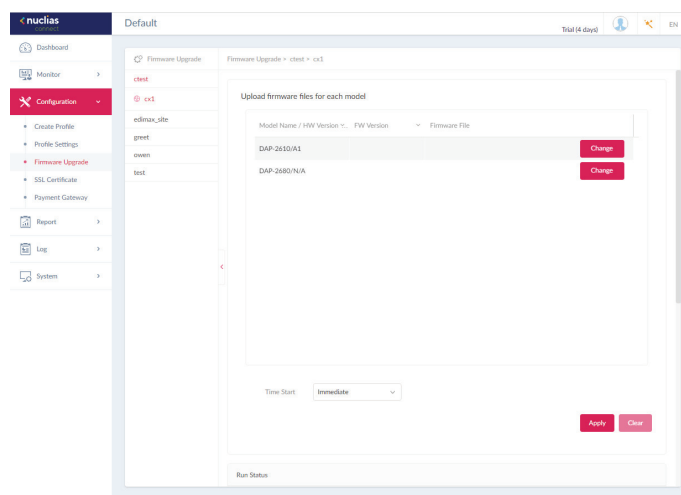 nuclias
connect
Default
Trial (4 days)
EN
Dashboard
Monitor
Configuration
Create Profile
Profile Settings
Firmware Upgrade
SSL Certificate
Payment Gateway
Report
Log
System
Firmware Upgrade
ctest
cx1
edimax_site
greet
owen
test
Firmware Upgrade > ctest > cx1
Upload firmware files for each model
Model Name / HW Version FW Version Firmware File
DAP-2610/A1 Change
DAP-2680/N/A Change
Time Start Immediate
Apply Clear
Run Status